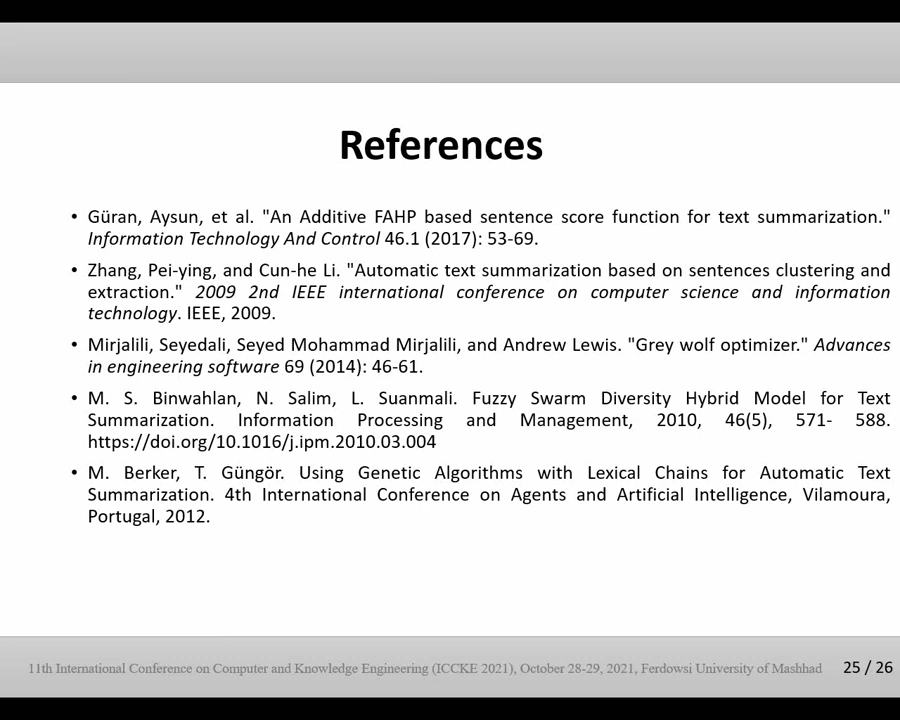 References
• Güran, Aysun, et al. "An Additive FAHP based sentence score function for text summarization."
Information Technology And Control 46.1 (2017): 53-69.
• Zhang, Pei-ying, and Cun-he Li. "Automatic text summarization based on sentences clustering and
extraction." 2009 2nd IEEE international conference on computer science and information
technology. IEEE, 2009.
• Mirjalili, Seyedali, Seyed Mohammad Mirjalili, and Andrew Lewis. "Grey wolf optimizer." Advances
in engineering software 69 (2014): 46-61.
• M. S. Binwahlan, N. Salim, L. Suanmali. Fuzzy Swarm Diversity Hybrid Model for Text
Summarization. Information Processing and Management, 2010, 46(5), 571- 588.
https://doi.org/10.1016/j.ipm.2010.03.004
• M. Berker, T. Güngör. Using Genetic Algorithms with Lexical Chains for Automatic Text
Summarization. 4th International Conference on Agents and Artificial Intelligence, Vilamoura,
Portugal, 2012.
11th International Conference on Computer and Knowledge Engineering (ICCKE 2021), October 28-29, 2021, Ferdowsi University of Mashhad 25 / 26